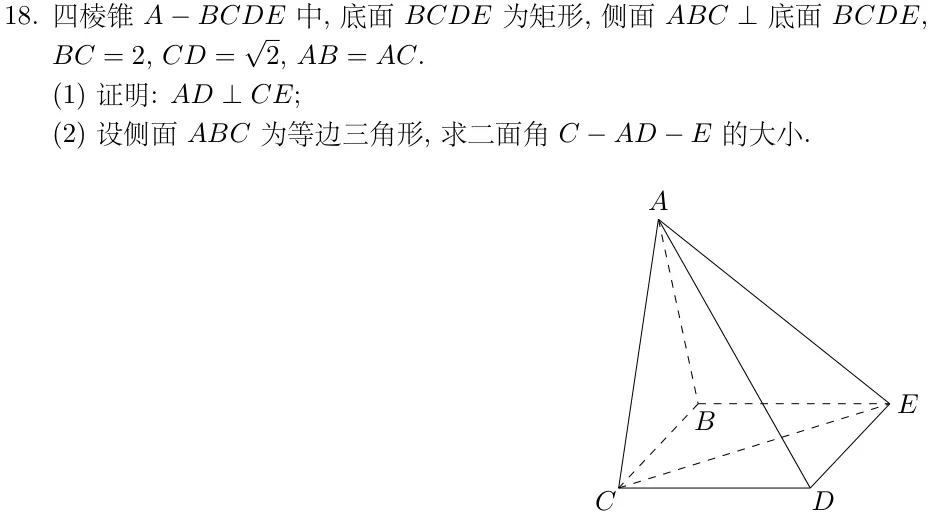 18. 四棱锥 A − BCDE 中, 底面 BCDE 为矩形, 侧面 ABC ⊥ 底面 BCDE,
BC = 2, CD = √2, AB = AC.
(1) 证明: AD ⊥ CE;
(2) 设侧面 ABC 为等边三角形, 求二面角 C − AD − E 的大小.
A
B
E
C
D